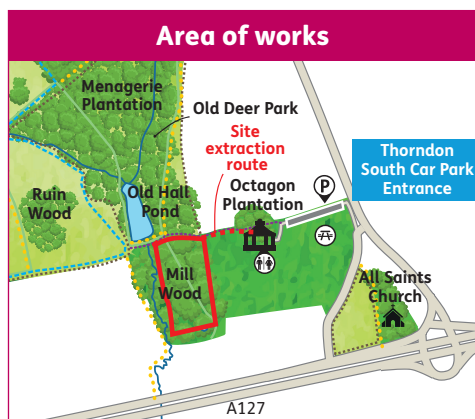 Area of works
Menagerie
Plantation
Old Deer Park
Site
extraction
route
Thorndon
South Car Park
Entrance
P
Ruin
Wood
Old Hall
Pond
Octagon
Plantation
Mill
Wood
All Saints
Church
A127